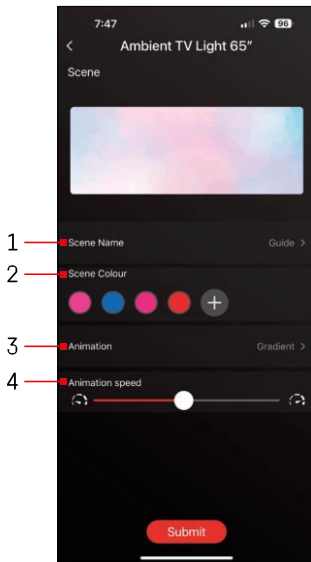 7:47 96
Ambient TV Light 65"
Scene
1 Scene Name Guide >
2 Scene Colour
+
3 Animation Gradient >
4 Animation speed
Submit